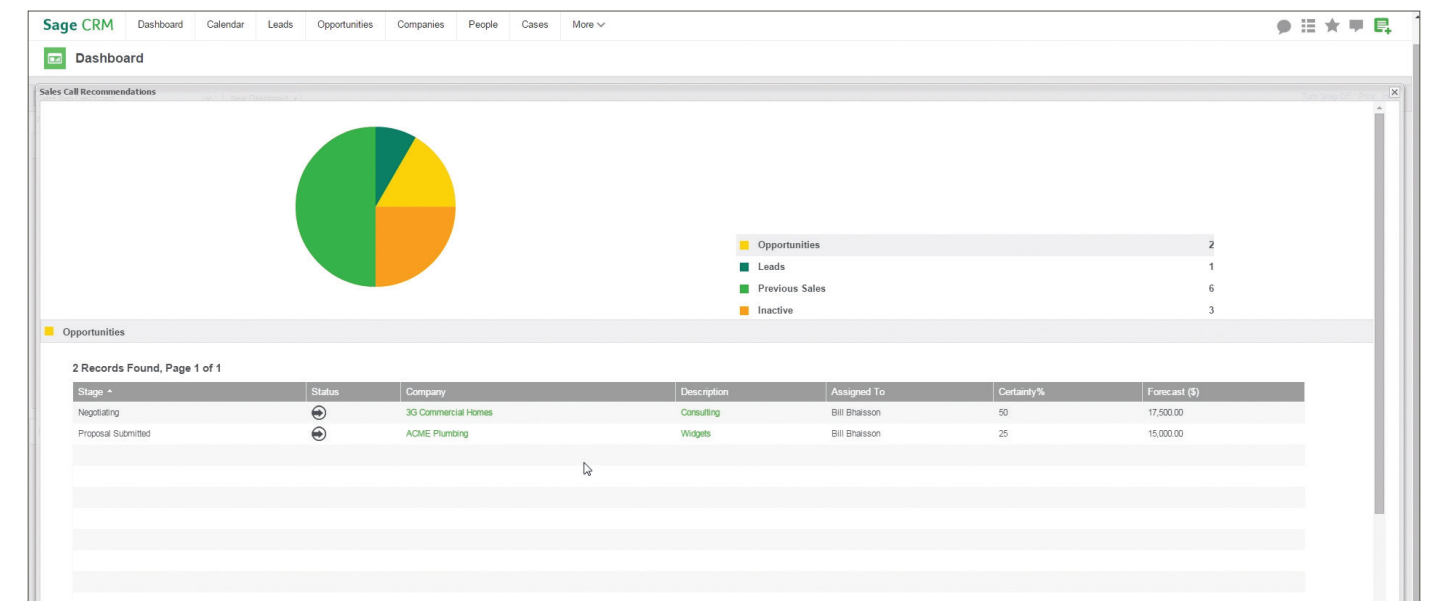 Sage CRM Dashboard Calendar Leads Opportunities Companies People Cases More
Dashboard
Sales Call Recommendations
Opportunities 2
Leads 1
Previous Sales 6
Inactive 3
Opportunities
2 Records Found, Page 1 of 1
Stage Status Company Description Assigned To Certainty% Forecast ($)
Negotiating 3G Commercial Homes Consulting Bill Bhaisson 50 17,500.00
Proposal Submitted ACME Plumbing Widgets Bill Bhaisson 25 15,000.00